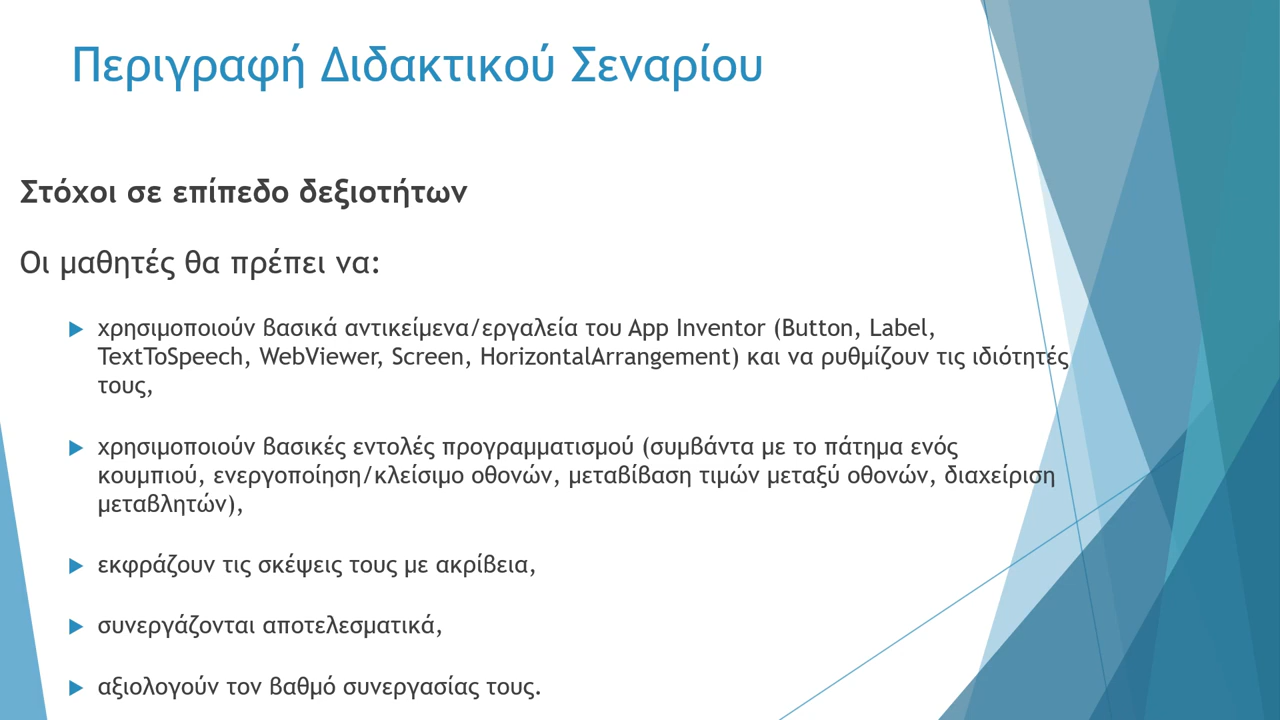 Περιγραφή Διδακτικού Σεναρίου
Στόχοι σε επίπεδο δεξιοτήτων
Οι μαθητές θα πρέπει να:
χρησιμοποιούν βασικά αντικείμενα/εργαλεία του App Inventor (Button, Label,
TextToSpeech, WebViewer, Screen, HorizontalArrangement) και να ρυθμίζουν τις ιδιότητές
τους,
χρησιμοποιούν βασικές εντολές προγραμματισμού (συμβάντα με το πάτημα ενός
κουμπιού, ενεργοποίηση/κλείσιμο οθονών, μεταβίβαση τιμών μεταξύ οθονών, διαχείριση
μεταβλητών),
εκφράζουν τις σκέψεις τους με ακρίβεια,
συνεργάζονται αποτελεσματικά,
αξιολογούν τον βαθμό συνεργασίας τους.